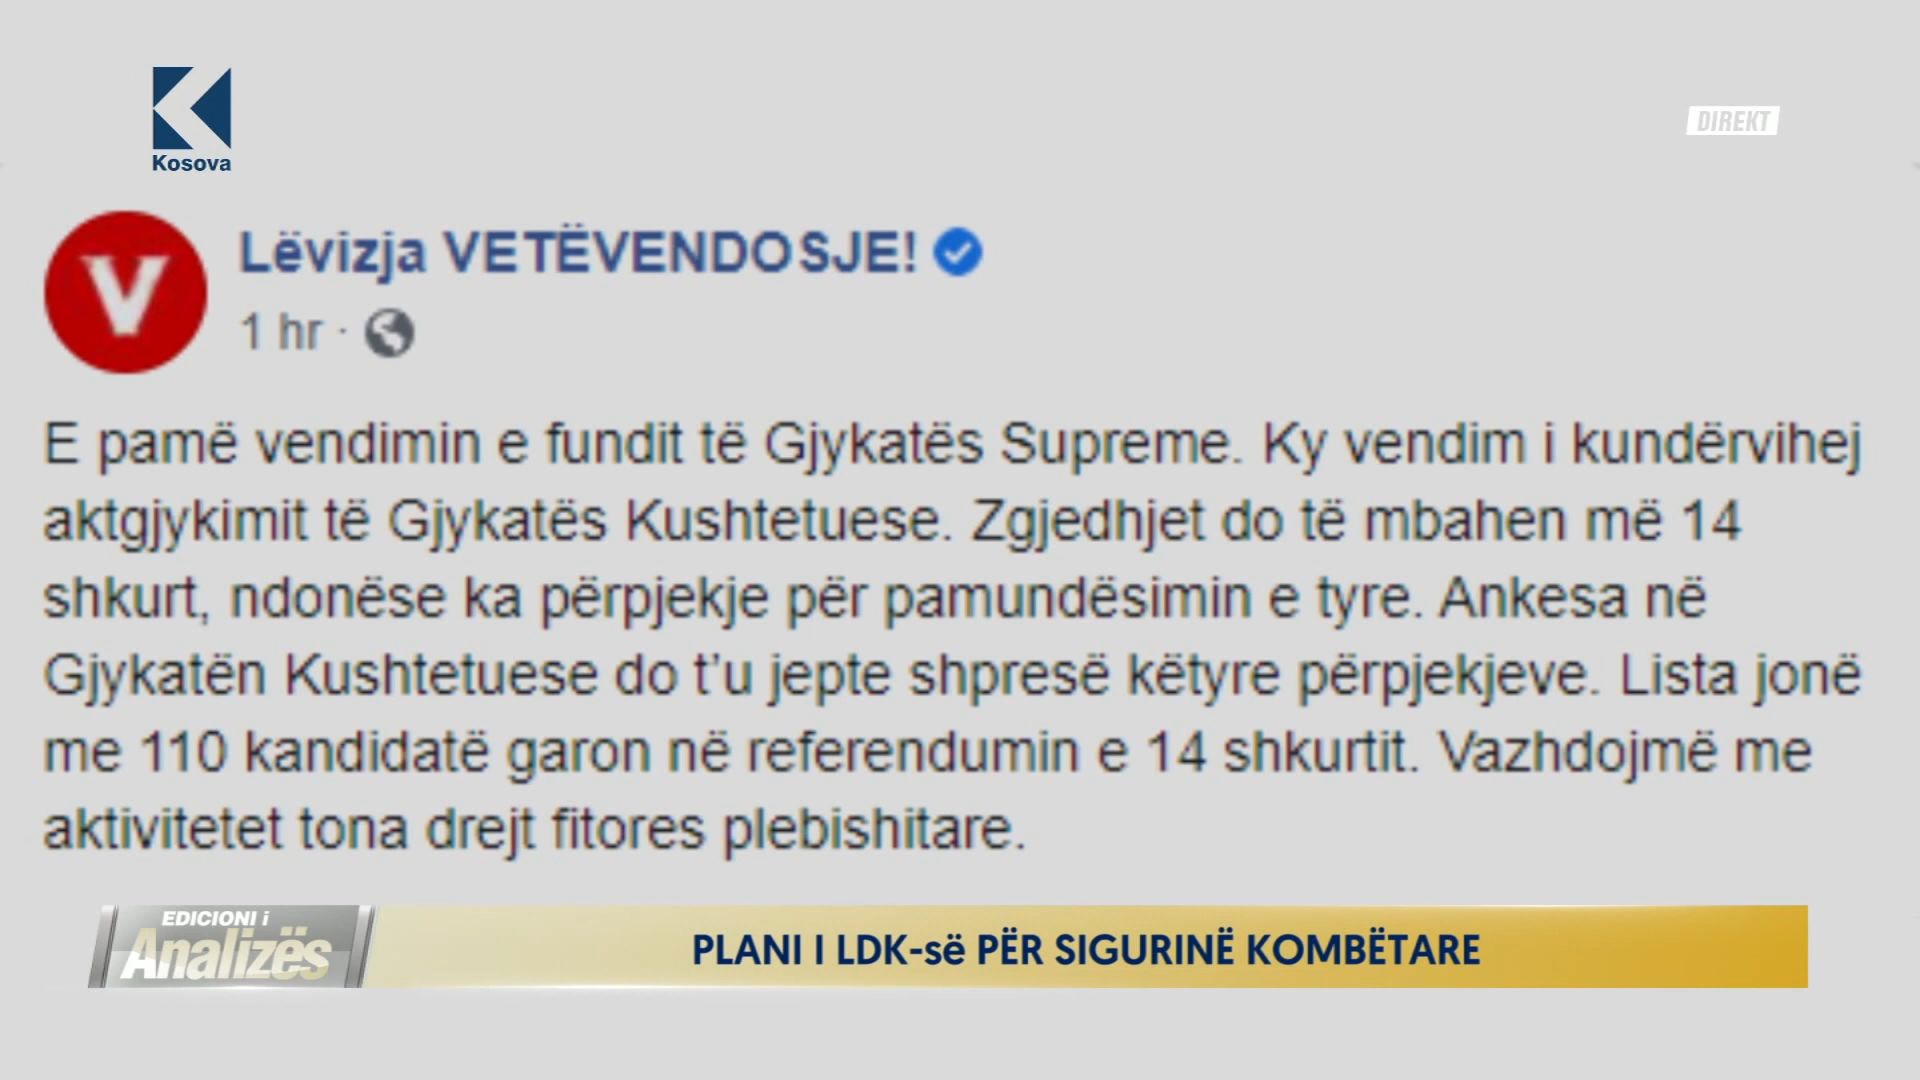 Kosova
DIREKT
V
Lëvizja VETËVENDOSJE!
1 hr ·
E pamë vendimin e fundit të Gjykatës Supreme. Ky vendim i kundërvihej
aktgjykimit të Gjykatës Kushtetuese. Zgjedhjet do të mbahen më 14
shkurt, ndonëse ka përpjekje për pamundësimin e tyre. Ankesa në
Gjykatën Kushtetuese do t’u jepte shpresë këtyre përpjekjeve. Lista jonë
me 110 kandidatë garon në referendumin e 14 shkurtit. Vazhdojmë me
aktivitetet tona drejt fitores plebishitare.
EDICIONI i
Analizës
PLANI I LDK-së PËR SIGURINË KOMBËTARE